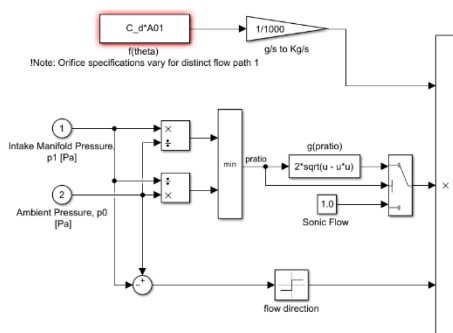 C_d*A01
f(theta)
!Note: Orifice specifications vary for distinct flow path 1
1/1000
g/s to Kg/s
1
Intake Manifold Pressure,
p1 [Pa]
2
Ambient Pressure, p0
[Pa]
×
÷
÷
×
min
pratio
g(pratio)
2*sqrt(u - u*u)
1.0
Sonic Flow
×
flow direction